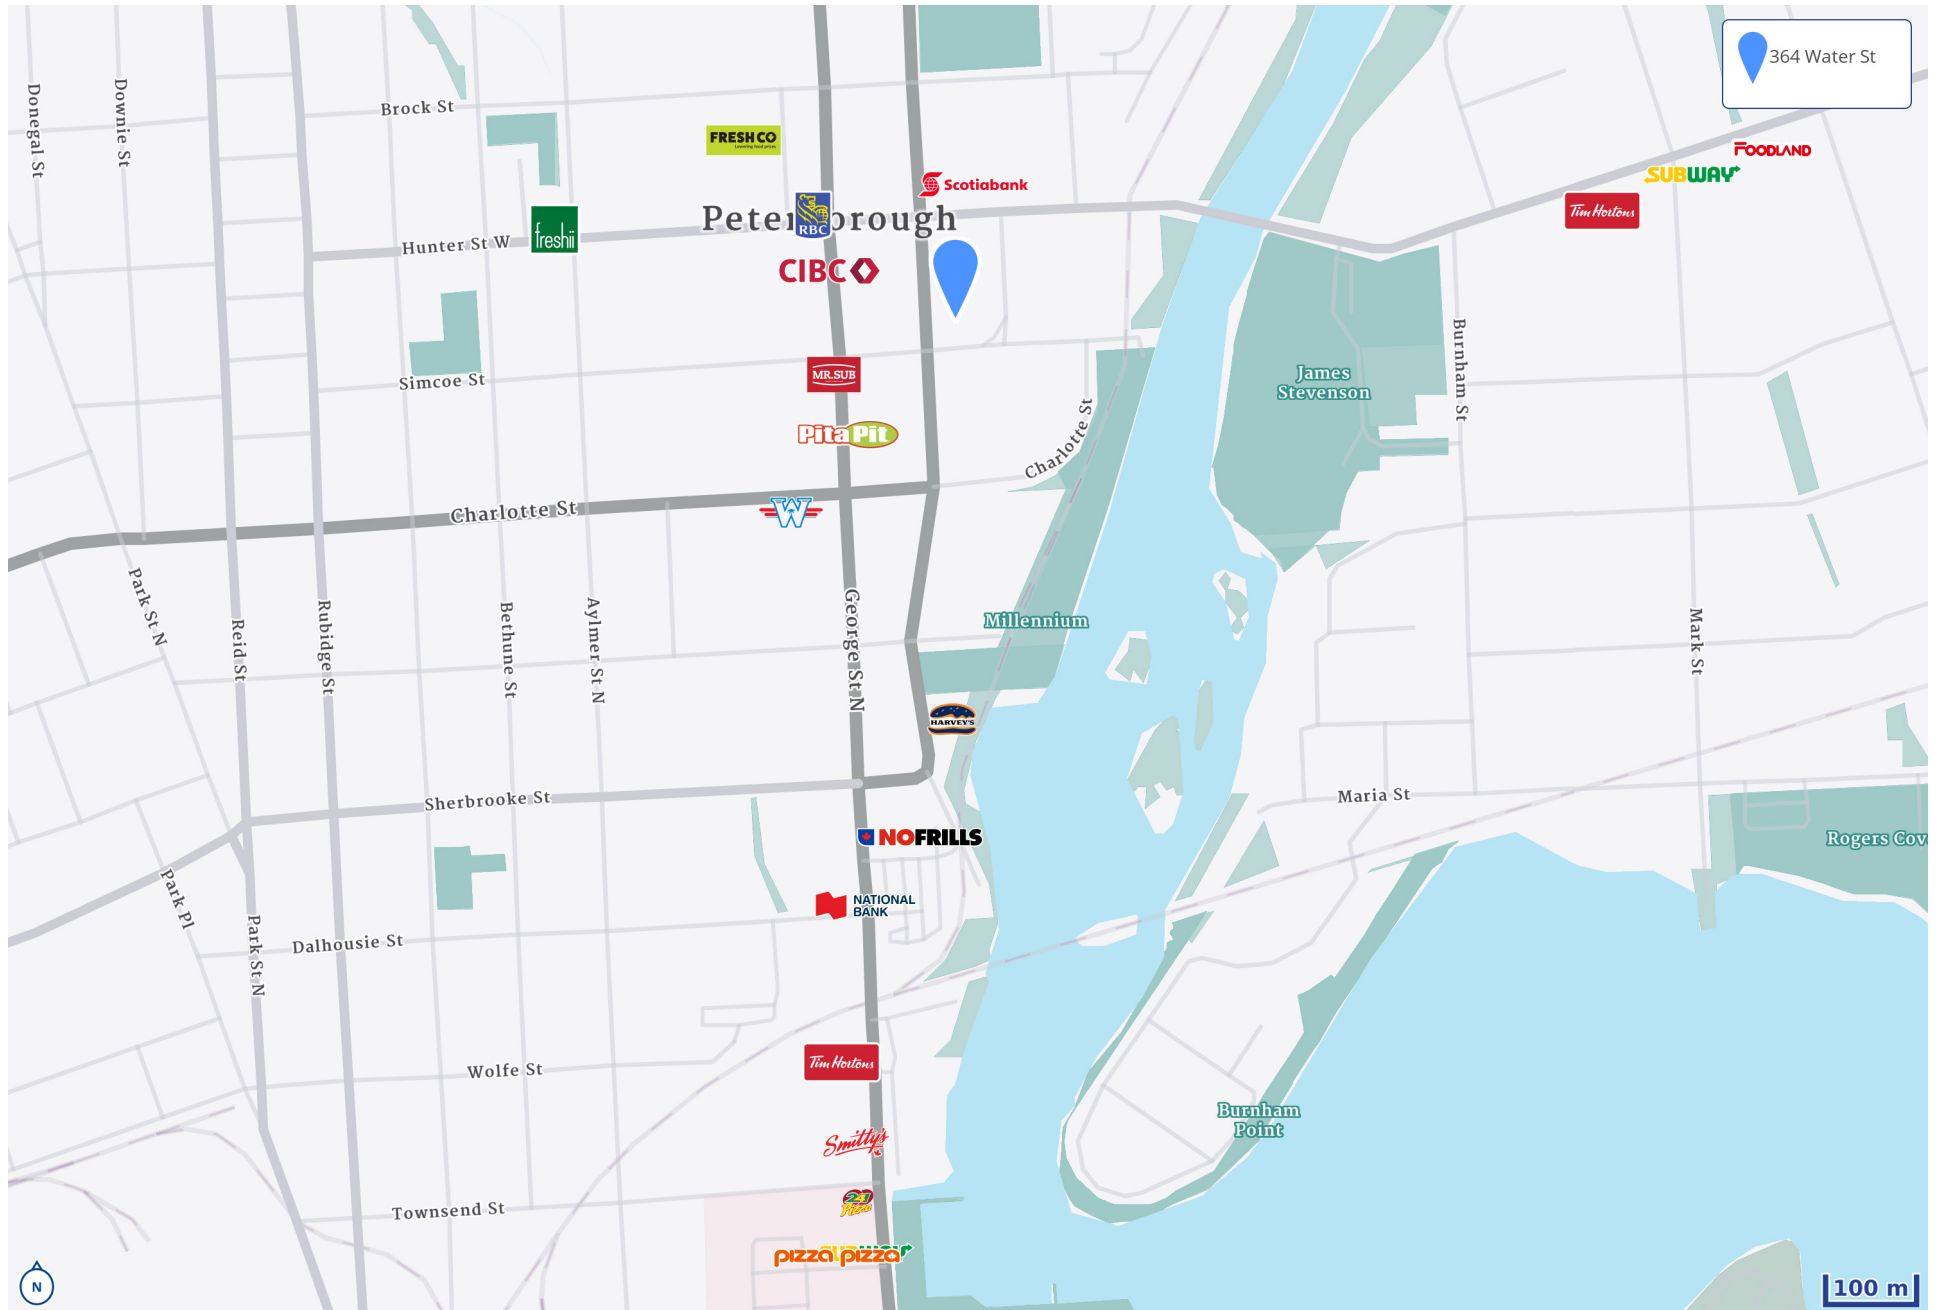 364 Water St
Donegal St
Downie St
Brock St
FRESHCO
FOODLAND
SUBWAY
Scotiabank
Tim Hortons
Peterborough
RBC
freshii
Hunter St W
CIBC
Burnham St
James
Stevenson
MR.SUB
Simcoe St
Charlotte St
Pita Pit
Charlotte St
W
Park St N
Reid St
Rubidge St
Bethune St
Aylmer St N
George St N
Millennium
Mark St
HARVEY'S
Maria St
Sherbrooke St
NOFRILLS
Rogers Cov
Park Pl
NATIONAL
BANK
Park St N
Dalhousie St
Tim Hortons
Wolfe St
Burnham
Point
Smitty's
241
Pizza
Townsend St
SUBWAY
pizza pizza
N
100 m